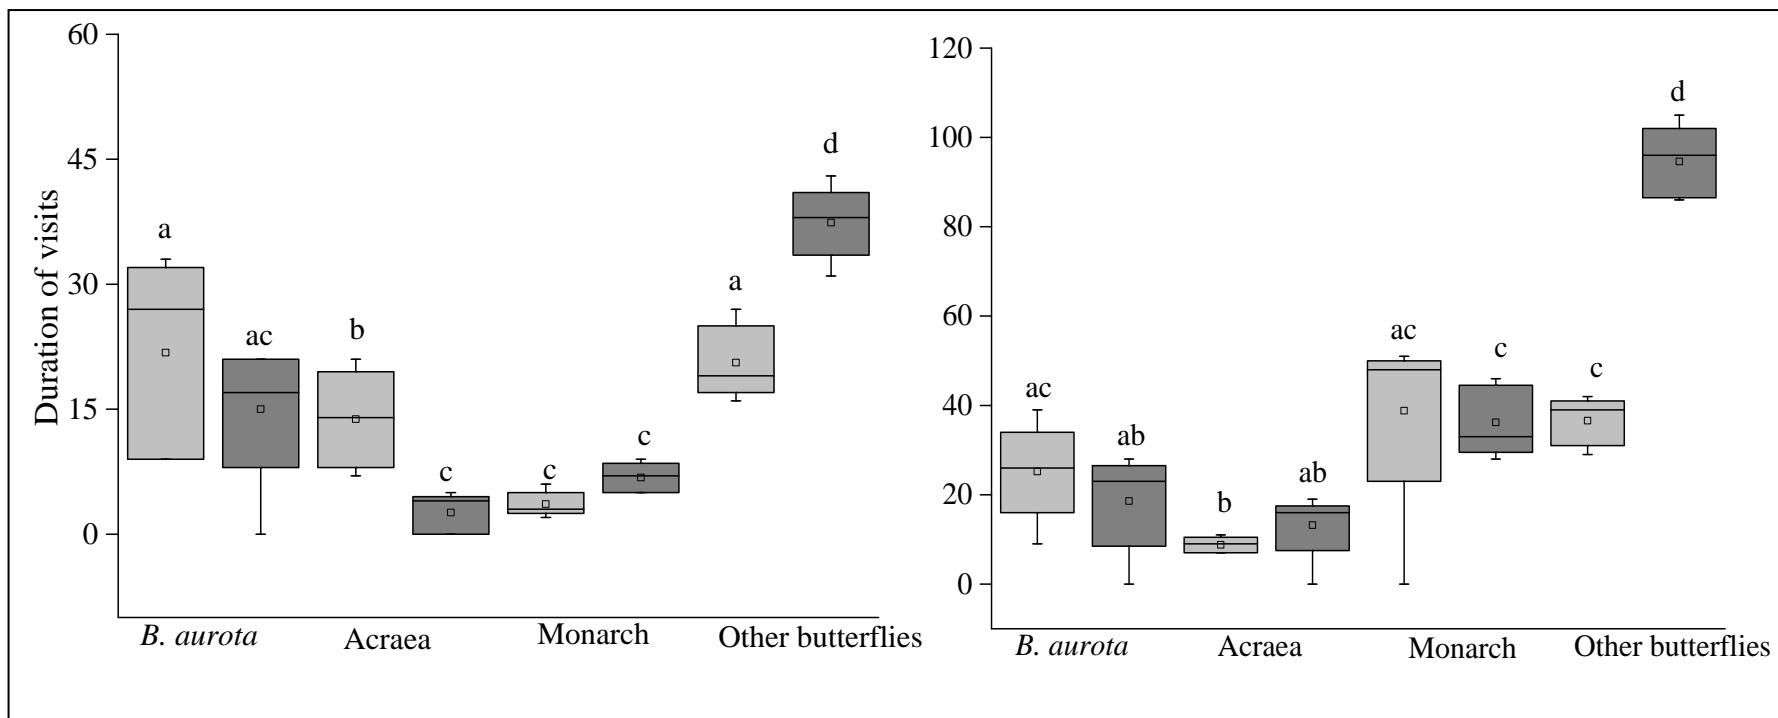 Duration of visits
60
45
30
15
0
a
ac
b
c
c
c
a
d
B. aurota
Acraea
Monarch
Other butterflies
120
100
80
60
40
20
0
ac
ab
b
ab
ac
c
c
d
B. aurota
Acraea
Monarch
Other butterflies